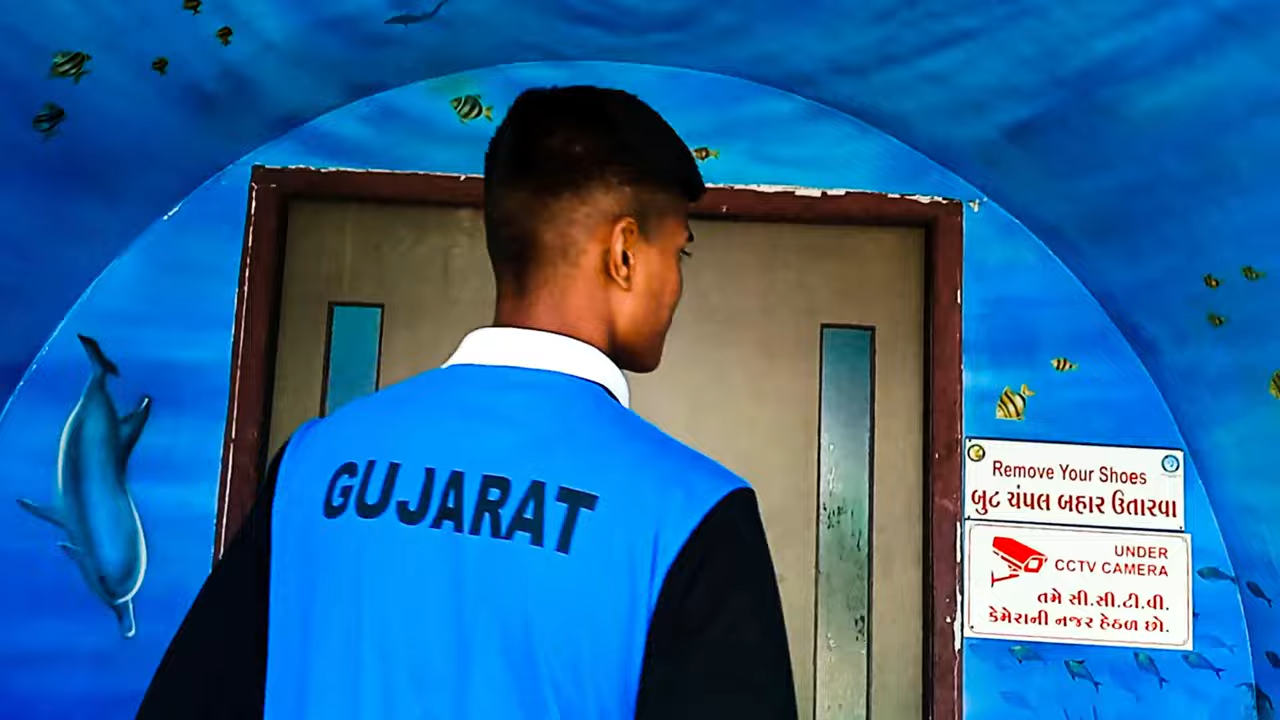 GUJARAT
Remove Your Shoes
બુટ ચંપલ બહાર ઉતારવા
UNDER
CCTV CAMERA
તમે સી.સી.ટી.વી.
કેમેરાની નજર હેઠળ છો.